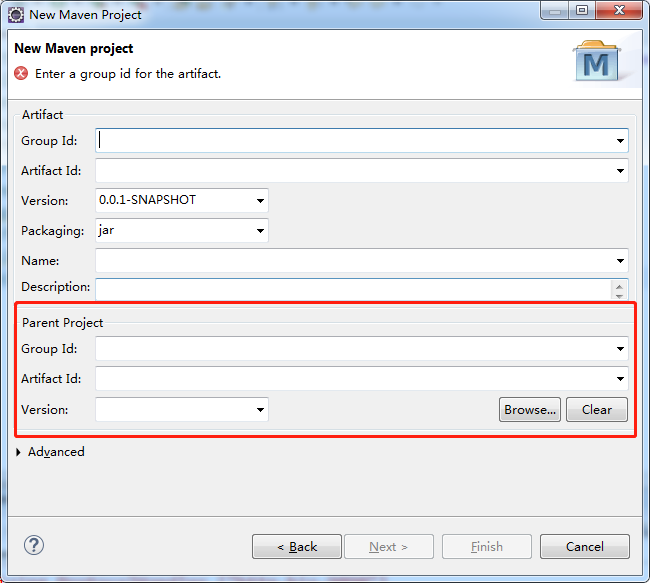 New Maven Project
New Maven project
Enter a group id for the artifact.
M
Artifact
Group Id:
Artifact Id:
Version: 0.0.1-SNAPSHOT
Packaging: jar
Name:
Description:
Parent Project
Group Id:
Artifact Id:
Version: Browse... Clear
Advanced
? < Back Next > Finish Cancel